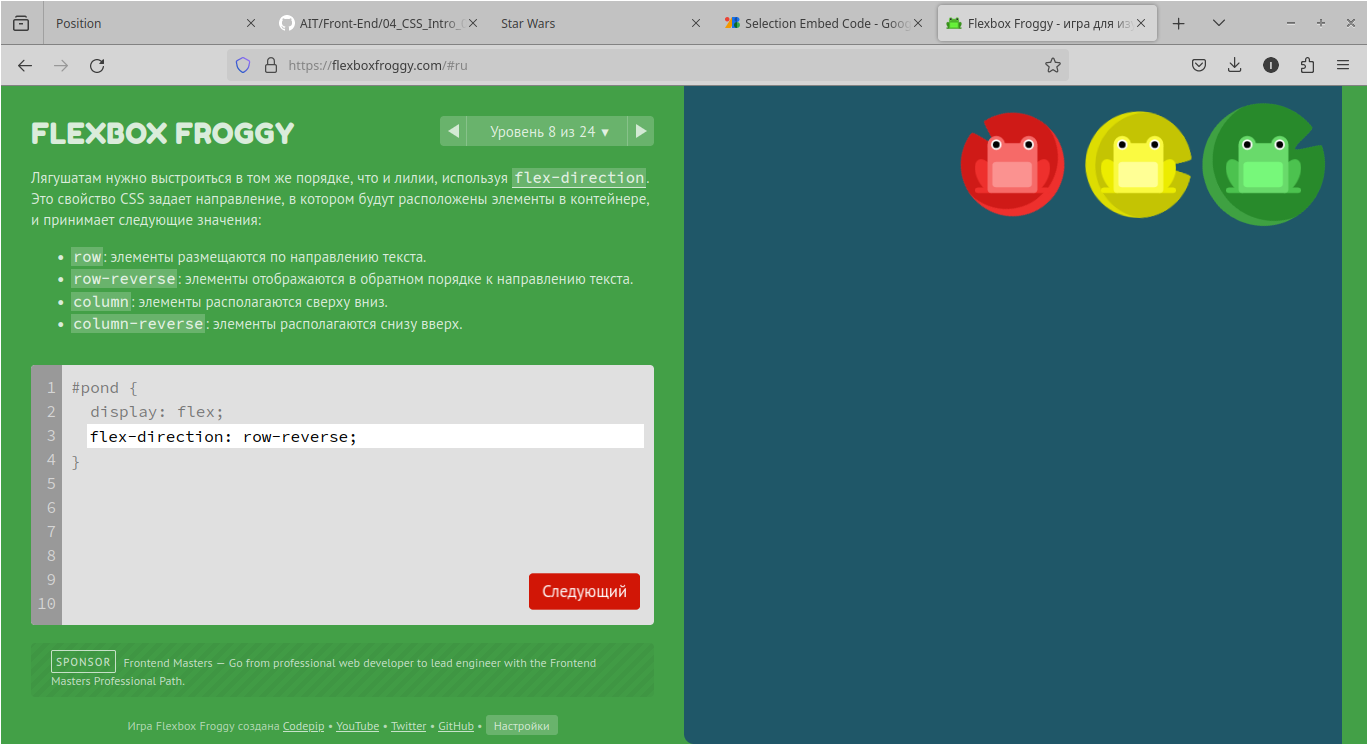 Position
AIT/Front-End/04_CSS_Intro_
Star Wars
Selection Embed Code - Goog
Flexbox Froggy - игра для из
https://flexboxfroggy.com/#ru
FLEXBOX FROGGY
Уровень 8 из 24 ▾
Лягушатам нужно выстроиться в том же порядке, что и лилии, используя flex-direction.
Это свойство CSS задает направление, в котором будут расположены элементы в контейнере,
и принимает следующие значения:
• row: элементы размещаются по направлению текста.
• row-reverse: элементы отображаются в обратном порядке к направлению текста.
• column: элементы располагаются сверху вниз.
• column-reverse: элементы располагаются снизу вверх.
1 #pond {
2 display: flex;
3 flex-direction: row-reverse;
4 }
5
6
7
8
9
10
Следующий
SPONSOR Frontend Masters — Go from professional web developer to lead engineer with the Frontend
Masters Professional Path.
Игра Flexbox Froggy создана Codepip • YouTube • Twitter • GitHub • Настройки